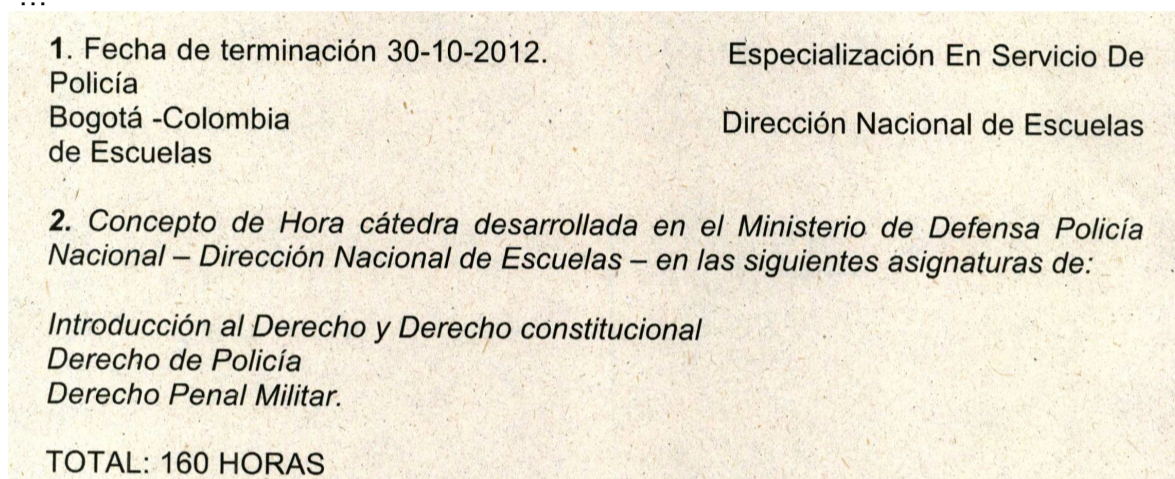 ...
1. Fecha de terminación 30-10-2012. Especialización En Servicio De
Policía
Bogotá -Colombia Dirección Nacional de Escuelas
de Escuelas
2. Concepto de Hora cátedra desarrollada en el Ministerio de Defensa Policía
Nacional – Dirección Nacional de Escuelas – en las siguientes asignaturas de:
Introducción al Derecho y Derecho constitucional
Derecho de Policía
Derecho Penal Militar.
TOTAL: 160 HORAS